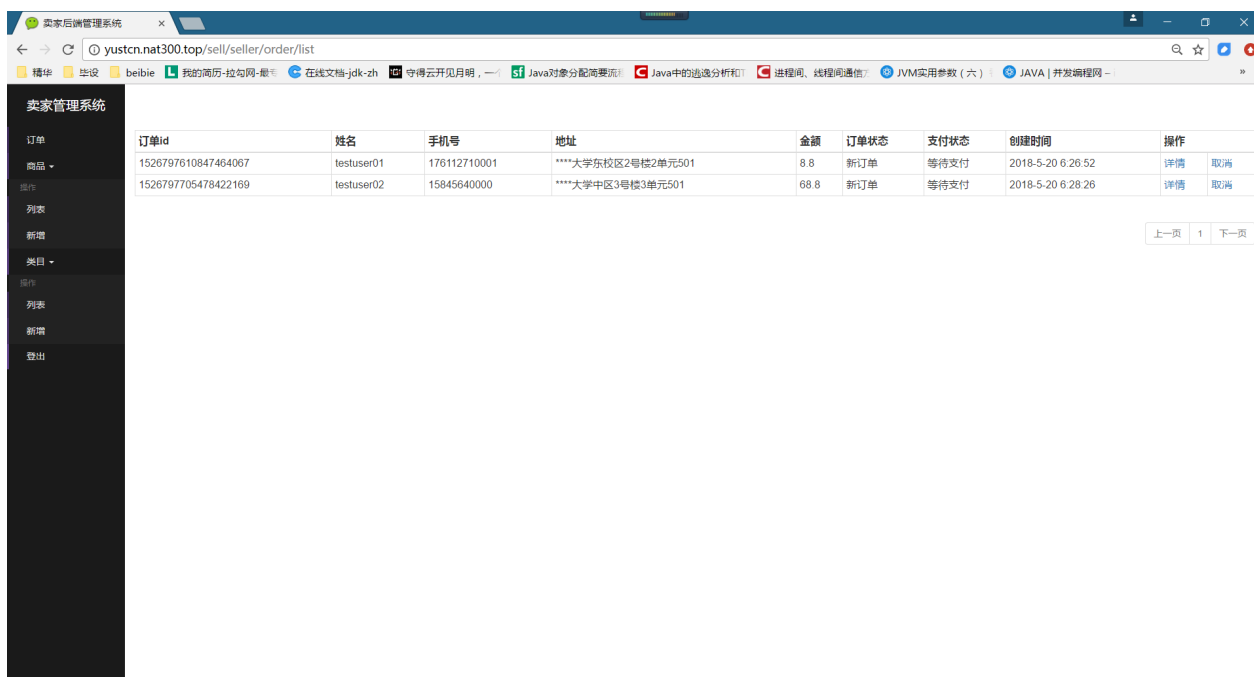 卖家后端管理系统
yustcn.nat300.top/sell/seller/order/list
精华 毕设 beibie 我的简历-拉勾网-最专 在线文档-jdk-zh 守得云开见月明，一个 Java对象分配简要流程 Java中的逃逸分析和T 进程间、线程间通信方 JVM实用参数（六） JAVA | 并发编程网 – »
卖家管理系统
订单
商品
操作
列表
新增
类目
操作
列表
新增
登出
订单id 姓名 手机号 地址 金额 订单状态 支付状态 创建时间 操作
1526797610847464067 testuser01 176112710001 ****大学东校区2号楼2单元501 8.8 新订单 等待支付 2018-5-20 6:26:52 详情 取消
1526797705478422169 testuser02 15845640000 ****大学中区3号楼3单元501 68.8 新订单 等待支付 2018-5-20 6:28:26 详情 取消
上一页 1 下一页